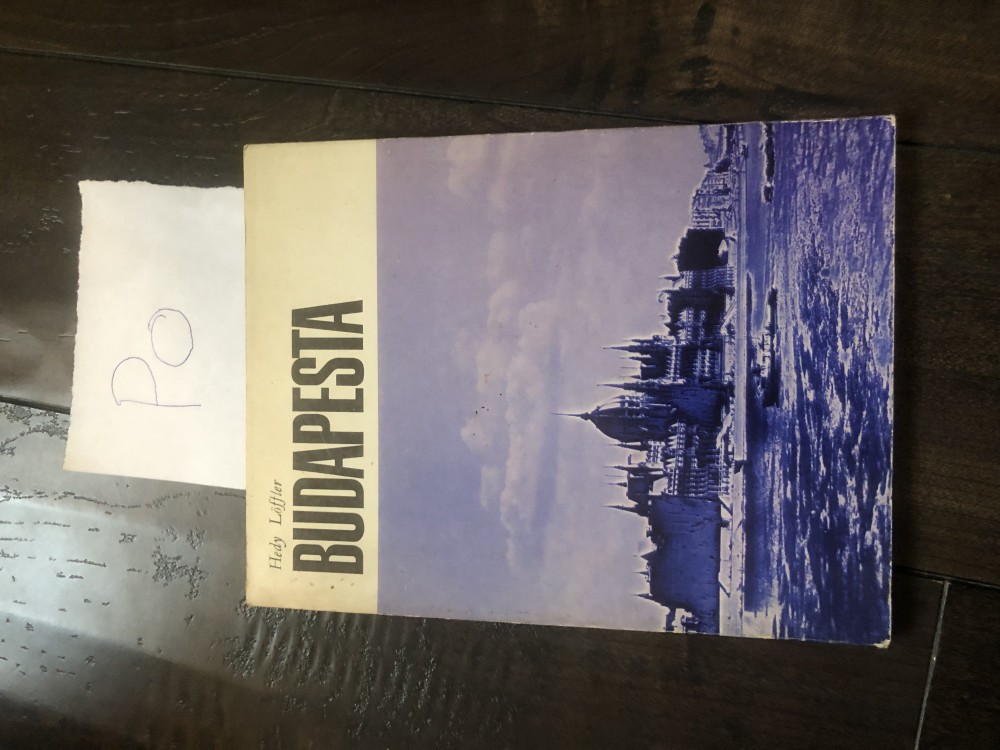 Po
Hedy Löffler
BUDAPESTA